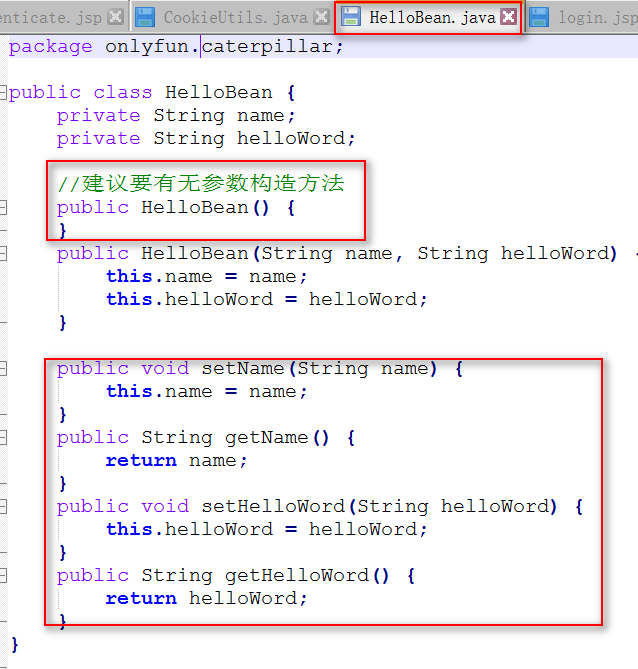 enticate.jsp CookieUtils.java HelloBean.java login.jsp
package onlyfun.caterpillar;
public class HelloBean {
private String name;
private String helloWord;
//建议要有无参数构造方法
public HelloBean() {
}
public HelloBean(String name, String helloWord) {
this.name = name;
this.helloWord = helloWord;
}
public void setName(String name) {
this.name = name;
}
public String getName() {
return name;
}
public void setHelloWord(String helloWord) {
this.helloWord = helloWord;
}
public String getHelloWord() {
return helloWord;
}
}